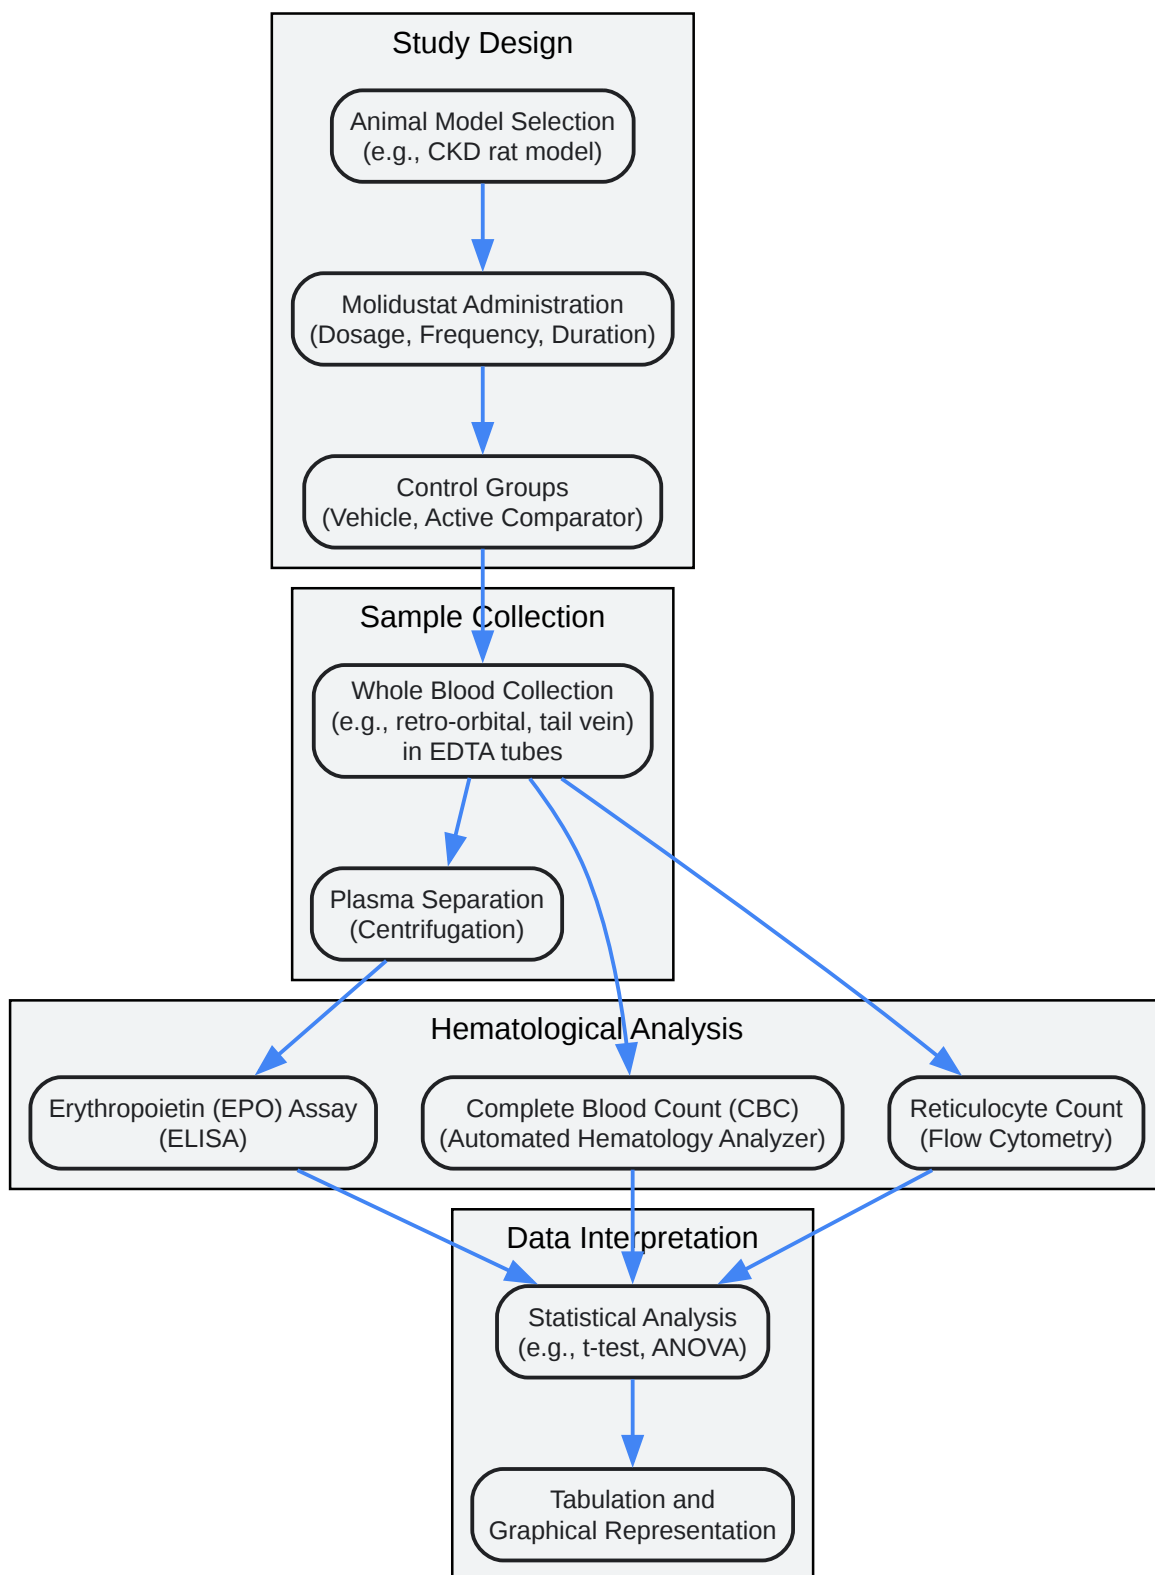 Study Design
Animal Model Selection
(e.g., CKD rat model)
Molidustat Administration
(Dosage, Frequency, Duration)
Control Groups
(Vehicle, Active Comparator)
Sample Collection
Whole Blood Collection
(e.g., retro-orbital, tail vein)
in EDTA tubes
Plasma Separation
(Centrifugation)
Hematological Analysis
Erythropoietin (EPO) Assay
(ELISA)
Complete Blood Count (CBC)
(Automated Hematology Analyzer)
Reticulocyte Count
(Flow Cytometry)
Data Interpretation
Statistical Analysis
(e.g., t-test, ANOVA)
Tabulation and
Graphical Representation